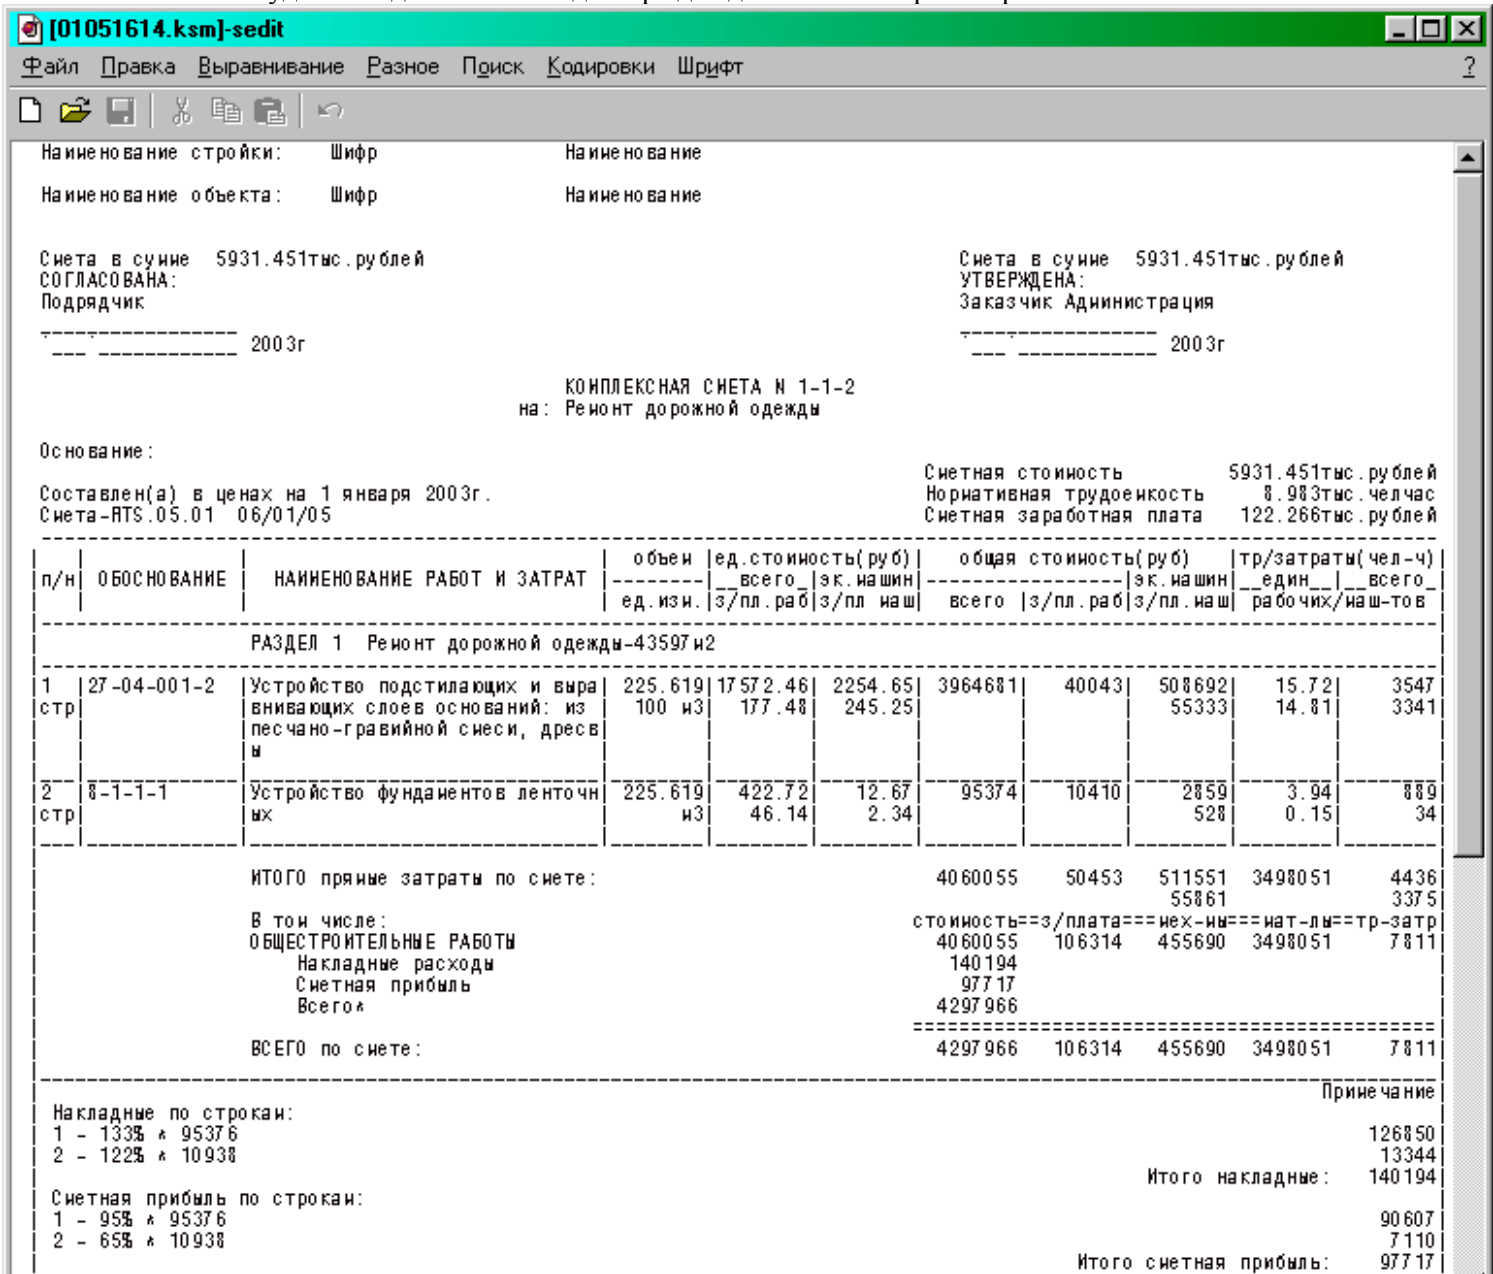 [01051614.ksm]-sedit
Файл Правка Выравнивание Разное Поиск Кодировки Шрифт ?
Наименование стройки: Шифр Наименование
Наименование объекта: Шифр Наименование
Смета в сумме 5931.451тыс.рублей Смета в сумме 5931.451тыс.рублей
СОГЛАСОВАНА: УТВЕРЖДЕНА:
Подрядчик Заказчик Администрация
___ ____________ 2003г ___ ____________ 2003г
КОМПЛЕКСНАЯ СМЕТА N 1-1-2
на: Ремонт дорожной одежды
Основание:
Сметная стоимость 5931.451тыс.рублей
Составлен(а) в ценах на 1 января 2003г. Нормативная трудоемкость 8.983тыс.челчас
Смета-RTS.05.01 06/01/05 Сметная заработная плата 122.266тыс.рублей
| | | | объем |ед.стоимость(руб)| общая стоимость(руб) |тр/затраты(чел-ч)|
|п/н| ОБОСНОВАНИЕ | НАИМЕНОВАНИЕ РАБОТ И ЗАТРАТ |--------|__всего_|эк.машин|-----------------|эк.машин|__един__|__всего_|
| | | | ед.изм.|з/пл.раб|з/пл маш| всего |з/пл.раб|з/пл.маш| рабочих/маш-тов |
РАЗДЕЛ 1 Ремонт дорожной одежды-43597м2
|1 |27-04-001-2 |Устройство подстилающих и выра| 225.619|17572.46| 2254.65| 3964681| 40043| 508692| 15.72| 3547|
|стр| |внивающих слоев оснований: из | 100 м3| 177.48| 245.25| | | 55333| 14.81| 3341|
| | |песчано-гравийной смеси, дресв| | | | | | | | |
| | |ы | | | | | | | | |
|2 |8-1-1-1 |Устройство фундаментов ленточн| 225.619| 422.72| 12.67| 95374| 10410| 2859| 3.94| 889|
|стр| |ых | м3| 46.14| 2.34| | | 528| 0.15| 34|
ИТОГО прямые затраты по смете: 4060055 50453 511551 3498051 4436|
55861 3375|
В том числе: стоимость==з/плата===мех-мы===мат-лы==тр-затр|
ОБЩЕСТРОИТЕЛЬНЫЕ РАБОТЫ 4060055 106314 455690 3498051 7811|
Накладные расходы 140194
Сметная прибыль 97717
Всего* 4297966
ВСЕГО по смете: 4297966 106314 455690 3498051 7811|
Примечание|
Накладные по строкам:
1 - 133% * 95376 126850|
2 - 122% * 10938 13344|
Итого накладные: 140194|
Сметная прибыль по строкам:
1 - 95% * 95376 90607|
2 - 65% * 10938 7110|
Итого сметная прибыль: 97717|